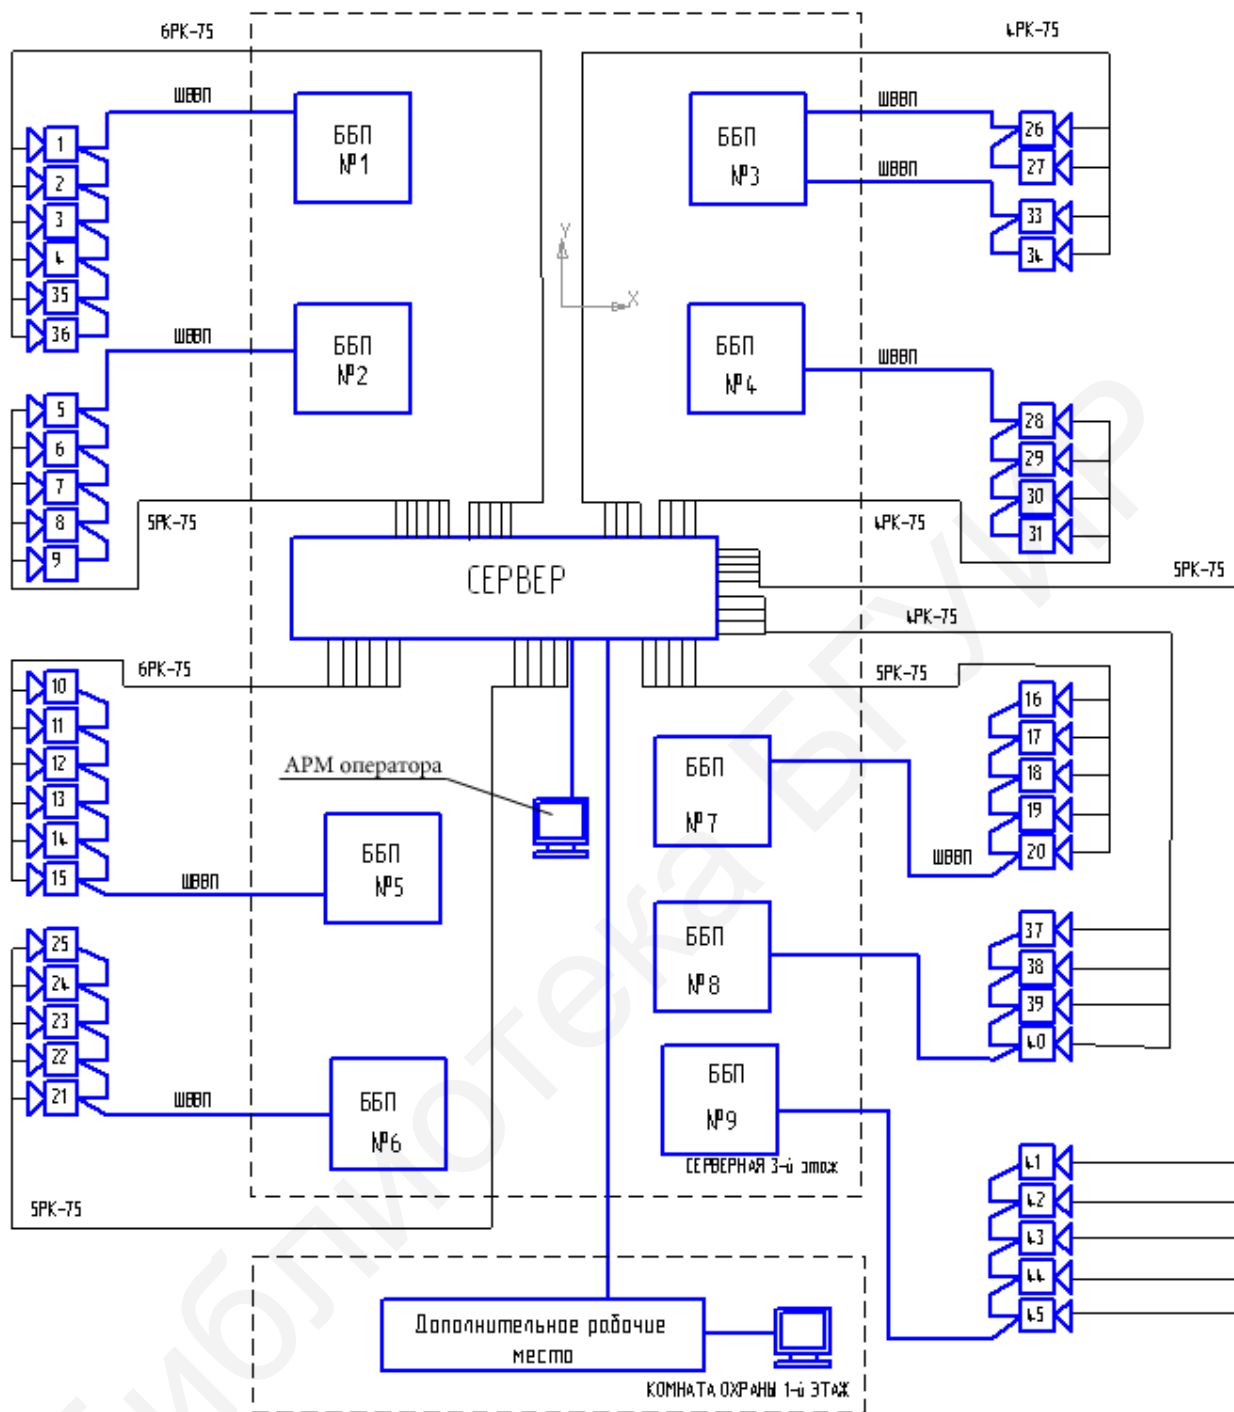 6РК-75
4РК-75
ШВВП
ШВВП
ББП
№1
ББП
№3
1
2
3
4
35
36
26
27
ШВВП
33
34
Y
X
ШВВП
ББП
№2
ББП
№4
ШВВП
5
6
7
8
9
28
29
30
31
5РК-75
4РК-75
СЕРВЕР
5РК-75
4РК-75
6РК-75
5РК-75
10
11
12
13
14
15
16
17
18
19
20
АРМ оператора
ББП
№7
ШВВП
ББП
№5
ШВВП
25
24
23
22
21
ББП
№8
37
38
39
40
ШВВП
ББП
№6
ББП
№9
СЕРВЕРНАЯ 3-й этаж
5РК-75
41
42
43
44
45
Дополнительное рабочие
место
КОМНАТА ОХРАНЫ 1-й ЭТАЖ
библиотека БГУИР